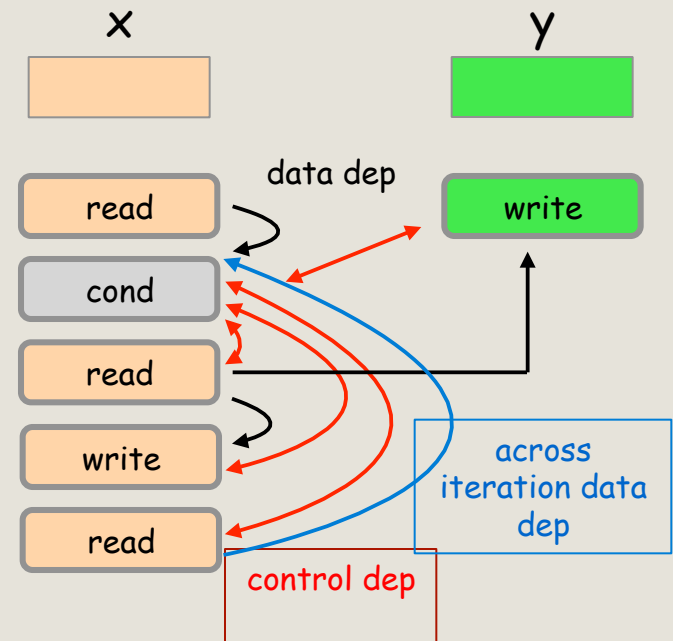 x
y
data dep
read
write
cond
read
write
across
iteration data
dep
read
control dep